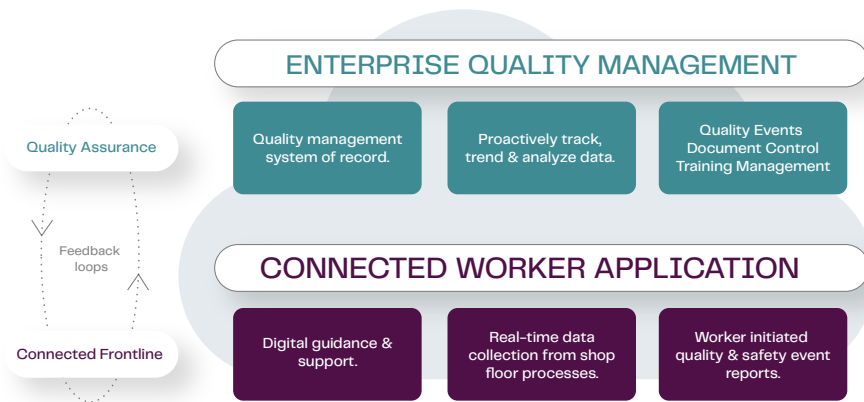 ENTERPRISE QUALITY MANAGEMENT
Quality Assurance
Quality management
system of record.
Proactively track,
trend & analyze data.
Quality Events
Document Control
Training Management
Feedback
loops
CONNECTED WORKER APPLICATION
Connected Frontline
Digital guidance &
support.
Real-time data
collection from shop
floor processes.
Worker initiated
quality & safety event
reports.